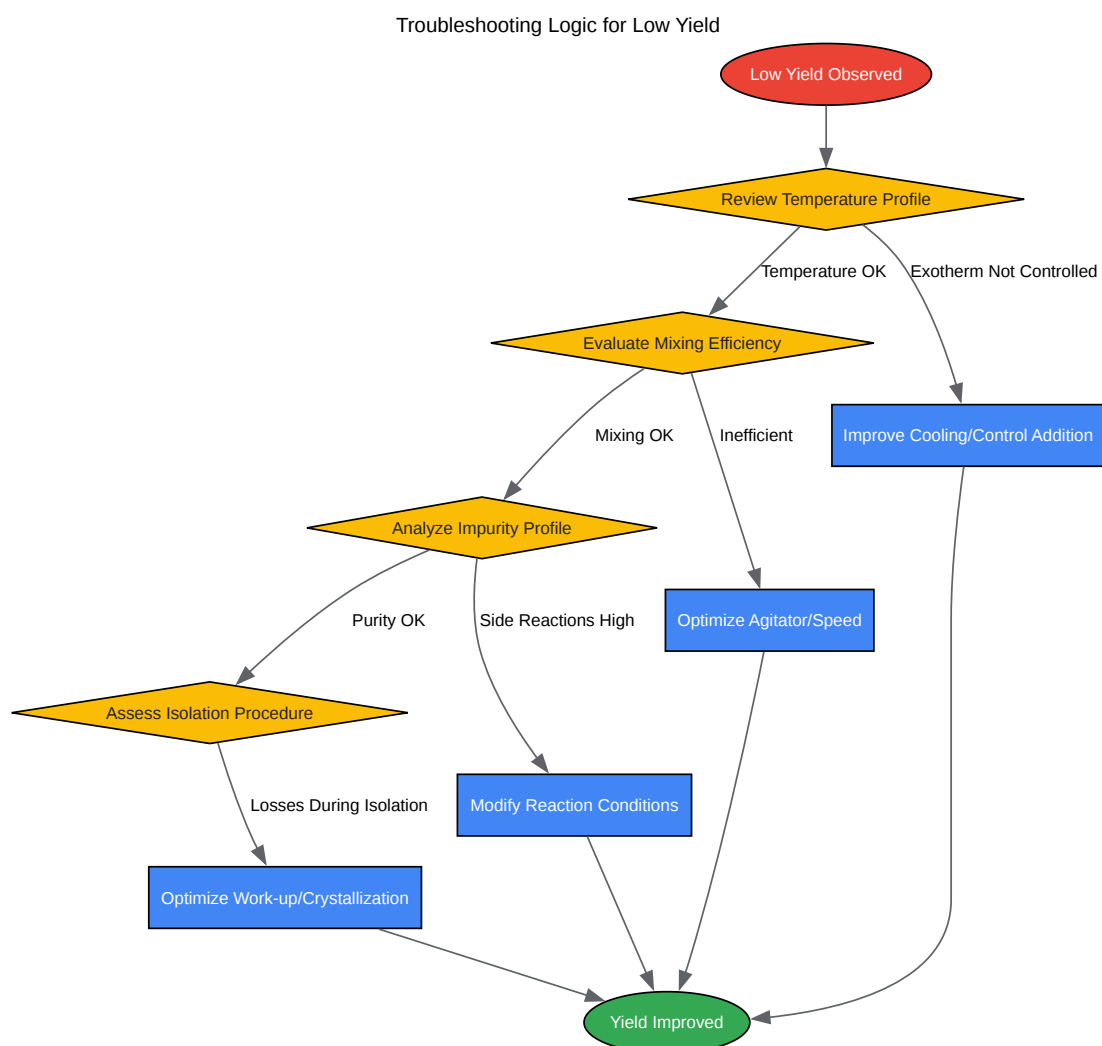 Troubleshooting Logic for Low Yield
Low Yield Observed
Review Temperature Profile
Temperature OK
Exotherm Not Controlled
Evaluate Mixing Efficiency
Mixing OK
Inefficient
Improve Cooling/Control Addition
Analyze Impurity Profile
Purity OK
Side Reactions High
Optimize Agitator/Speed
Assess Isolation Procedure
Losses During Isolation
Modify Reaction Conditions
Optimize Work-up/Crystallization
Yield Improved